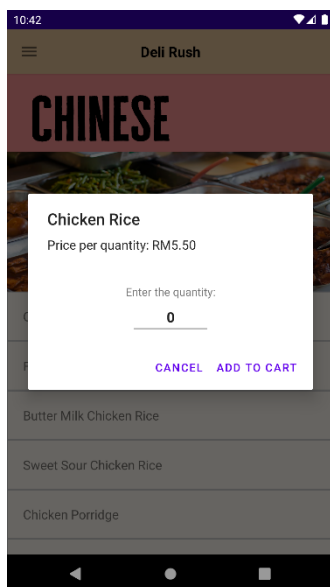 10:42
Deli Rush
CHINESE
Chicken Rice
Price per quantity: RM5.50
Enter the quantity:
0
CANCEL ADD TO CART
Butter Milk Chicken Rice
Sweet Sour Chicken Rice
Chicken Porridge